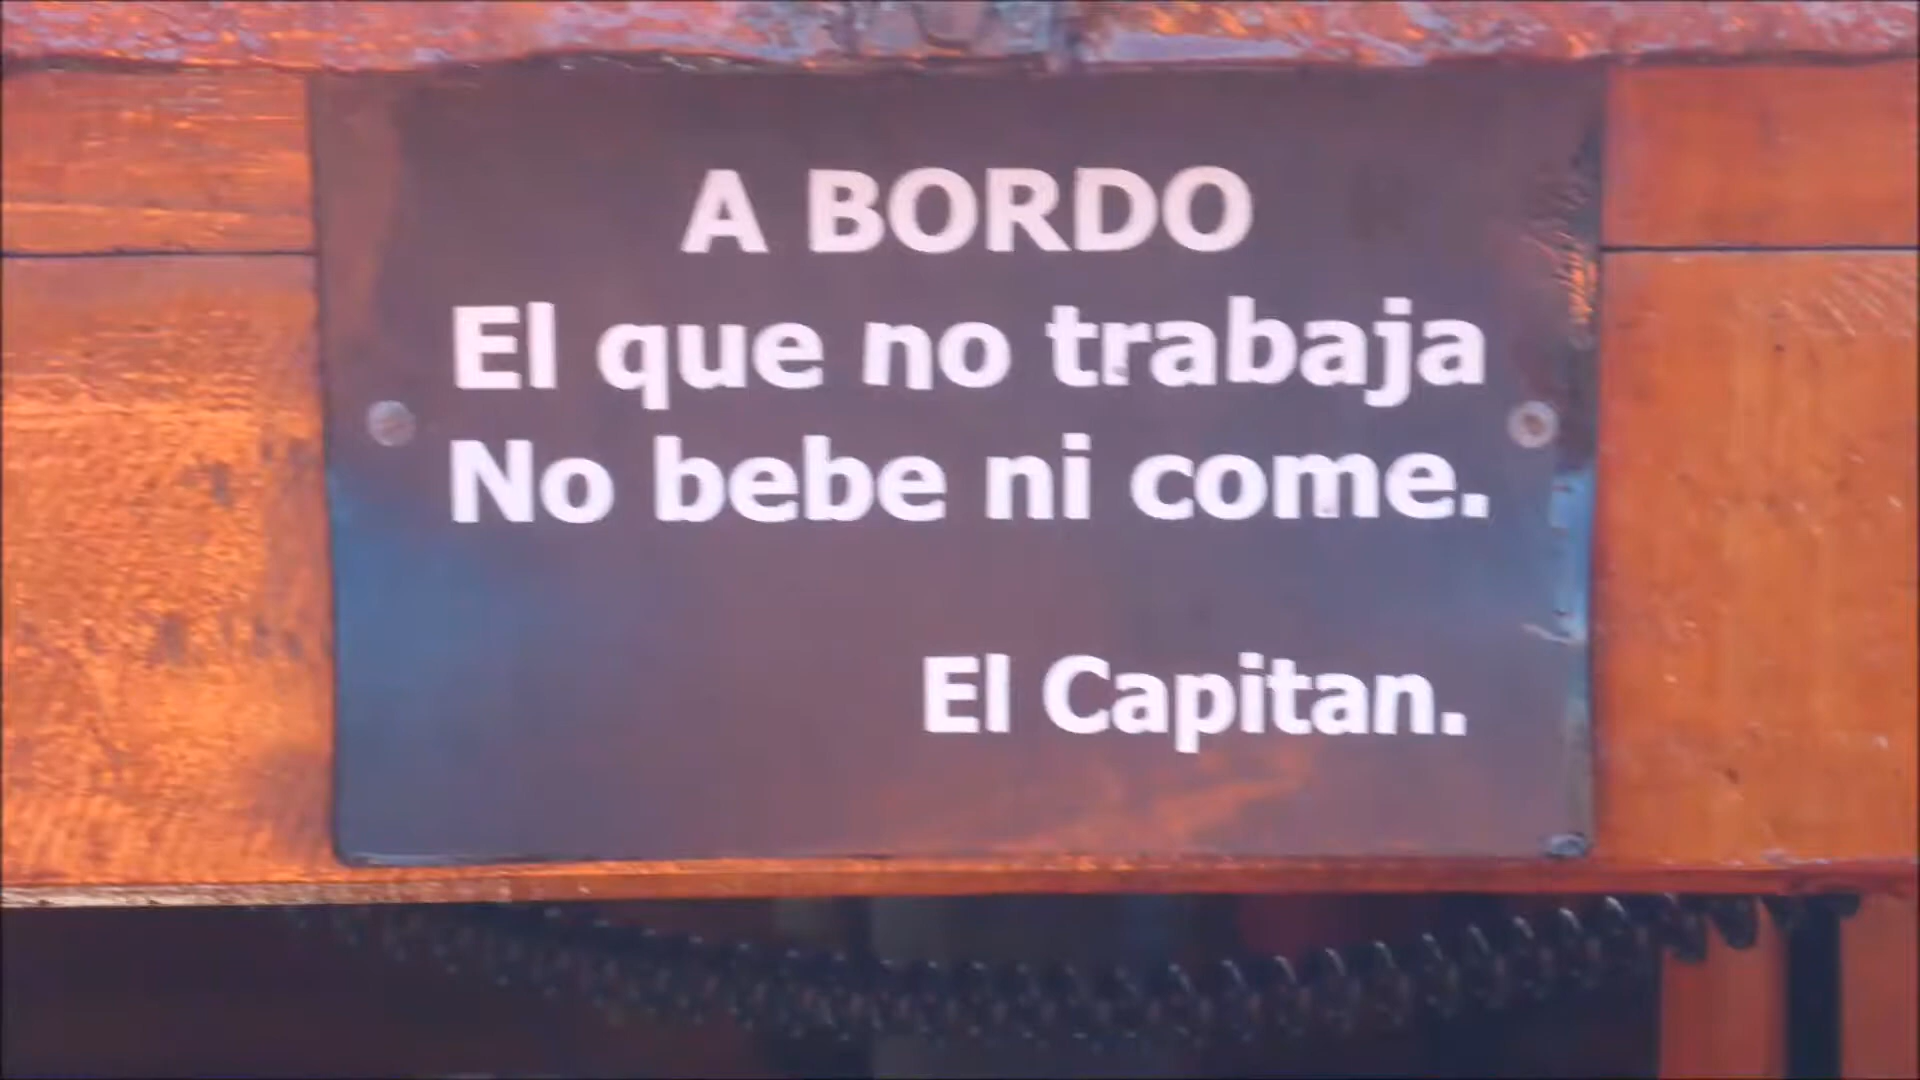 A BORDO
El que no trabaja
No bebe ni come.
El Capitan.